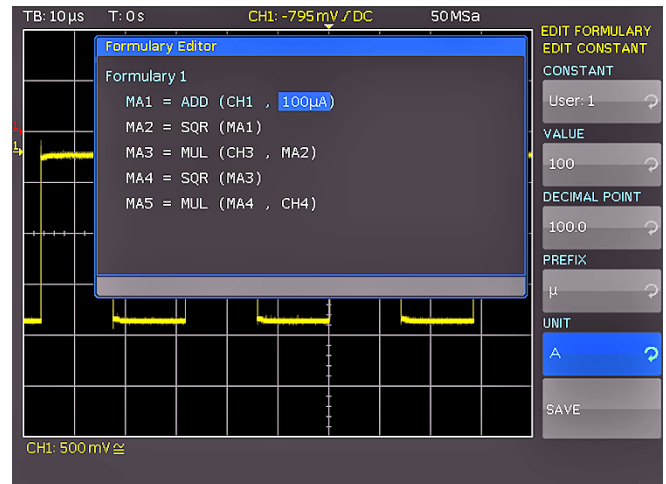 TB: 10 µs T: 0 s CH1: -795 mV DC 50 MSa
EDIT FORMULARY
EDIT CONSTANT
Formulary Editor
Formulary 1
MA1 = ADD (CH1 , 100µA)
MA2 = SQR (MA1)
MA3 = MUL (CH3 , MA2)
MA4 = SQR (MA3)
MA5 = MUL (MA4 , CH4)
CONSTANT
User: 1
VALUE
100
DECIMAL POINT
100.0
PREFIX
µ
UNIT
A
SAVE
1
1
CH1: 500 mV ≅